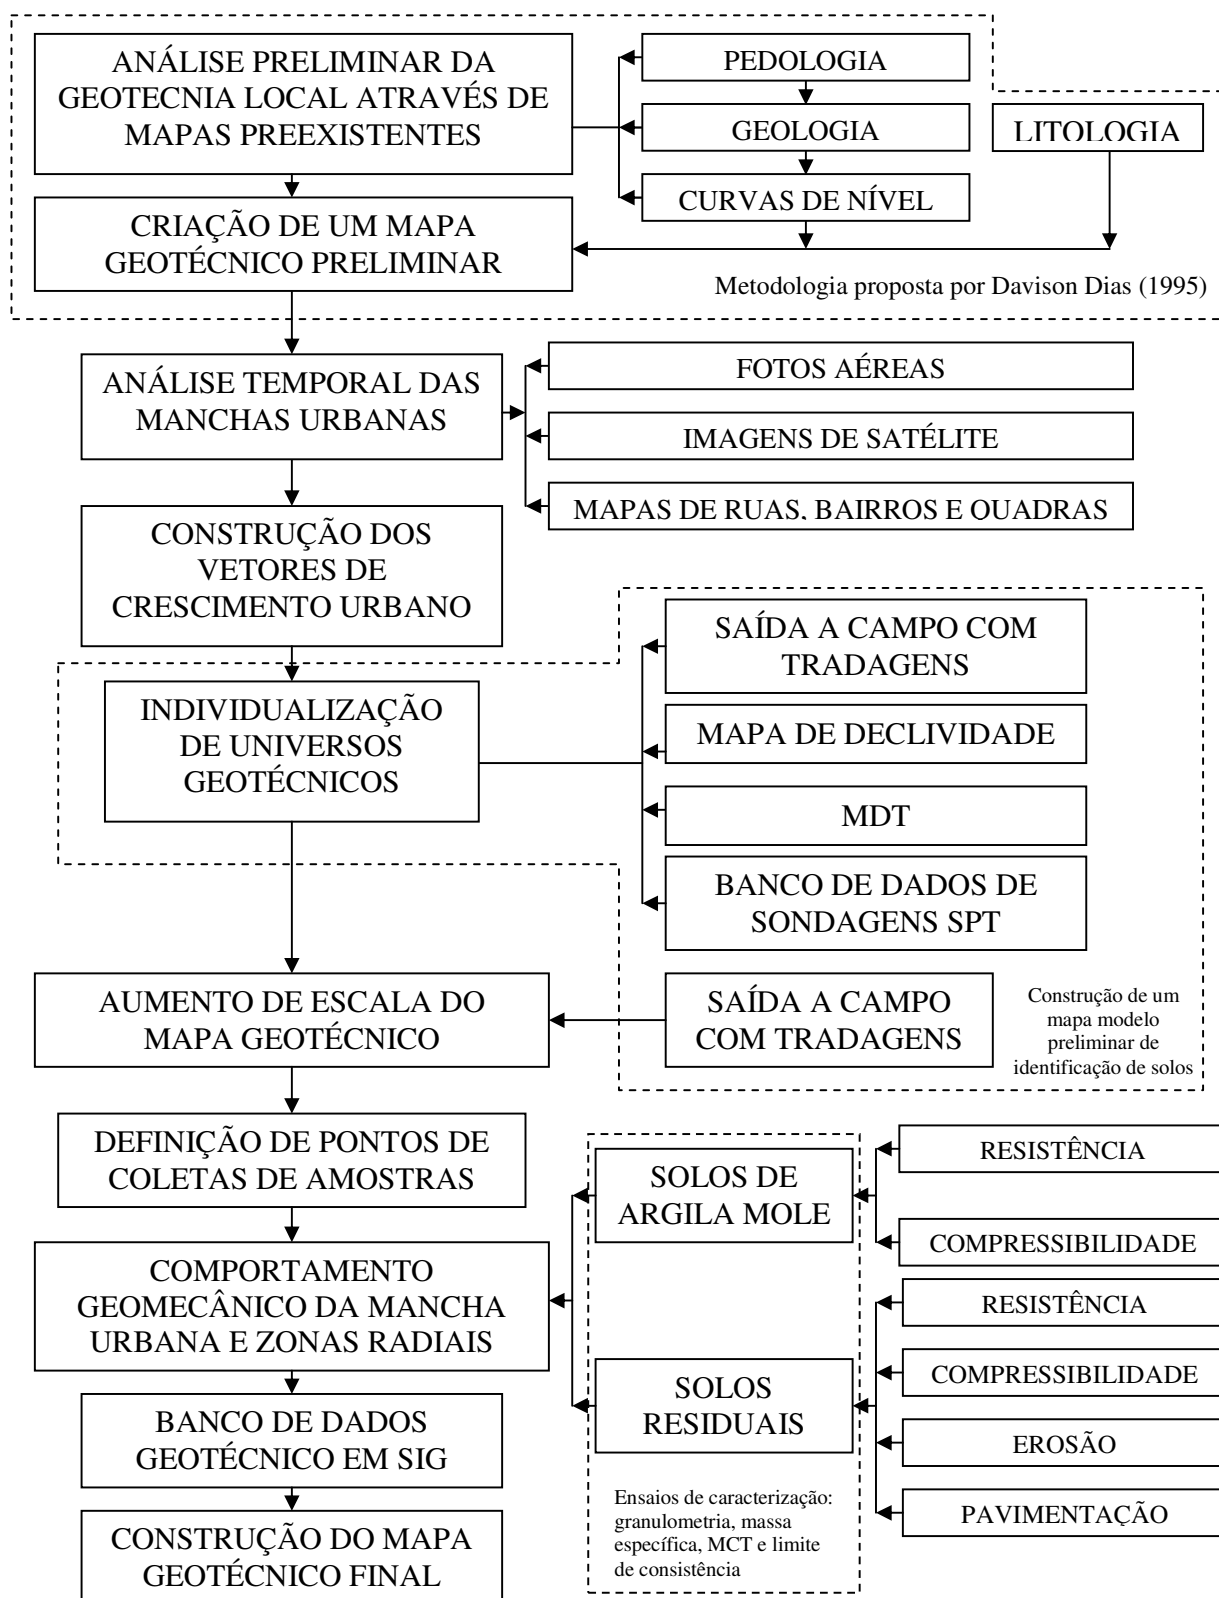 ANÁLISE PRELIMINAR DA
GEOTECNIA LOCAL ATRAVÉS DE
MAPAS PREEXISTENTES
PEDOLOGIA
GEOLOGIA
CURVAS DE NÍVEL
LITOLOGIA
CRIAÇÃO DE UM MAPA
GEOTÉCNICO PRELIMINAR
Metodologia proposta por Davison Dias (1995)
ANÁLISE TEMPORAL DAS
MANCHAS URBANAS
FOTOS AÉREAS
IMAGENS DE SATÉLITE
MAPAS DE RUAS, BAIRROS E QUADRAS
CONSTRUÇÃO DOS
VETORES DE
CRESCIMENTO URBANO
INDIVIDUALIZAÇÃO
DE UNIVERSOS
GEOTÉCNICOS
SAÍDA A CAMPO COM
TRADAGENS
MAPA DE DECLIVIDADE
MDT
BANCO DE DADOS DE
SONDAGENS SPT
AUMENTO DE ESCALA DO
MAPA GEOTÉCNICO
SAÍDA A CAMPO
COM TRADAGENS
Construção de um
mapa modelo
preliminar de
identificação de solos
DEFINIÇÃO DE PONTOS DE
COLETAS DE AMOSTRAS
SOLOS DE
ARGILA MOLE
RESISTÊNCIA
COMPRESSIBILIDADE
COMPORTAMENTO
GEOMECÂNICO DA MANCHA
URBANA E ZONAS RADIAIS
SOLOS
RESIDUAIS
RESISTÊNCIA
COMPRESSIBILIDADE
EROSÃO
PAVIMENTAÇÃO
BANCO DE DADOS
GEOTÉCNICO EM SIG
Ensaios de caracterização:
granulometria, massa
específica, MCT e limite
de consistência
CONSTRUÇÃO DO MAPA
GEOTÉCNICO FINAL